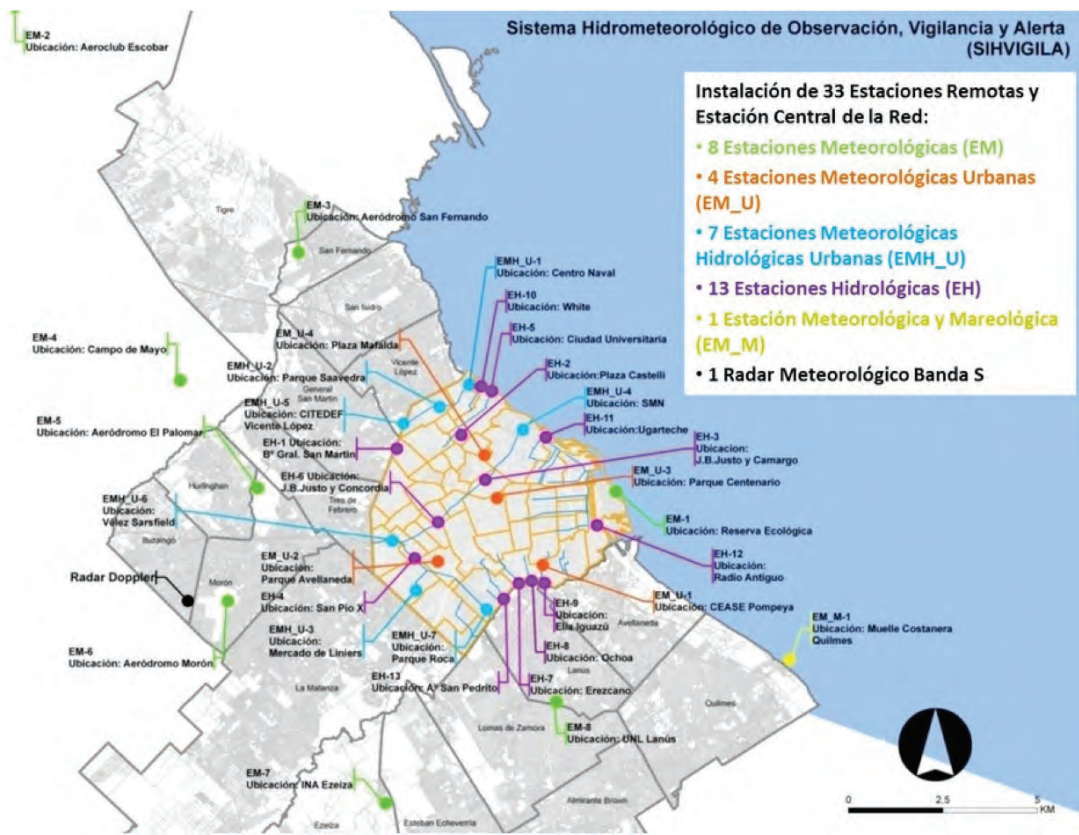 Sistema Hidrometeorológico de Observación, Vigilancia y Alerta
(SIHVIGILA)
Instalación de 33 Estaciones Remotas y
Estación Central de la Red:
• 8 Estaciones Meteorológicas (EM)
• 4 Estaciones Meteorológicas Urbanas
(EM_U)
• 7 Estaciones Meteorológicas
Hidrológicas Urbanas (EMH_U)
• 13 Estaciones Hidrológicas (EH)
• 1 Estación Meteorológica y Mareológica
(EM_M)
• 1 Radar Meteorológico Banda S
EM-2
Ubicación: Aeroclub Escobar
Tigre
EM-3
Ubicación: Aeródromo San Fernando
San Fernando
San Isidro
EMH_U-1
Ubicación: Centro Naval
EH-10
Ubicación: White
EH-5
Ubicación: Ciudad Universitaria
EM_U-4
Ubicación: Plaza Mafalda
Vicente
López
EM-4
Ubicación: Campo de Mayo
EMH_U-2
Ubicación: Parque Saavedra
General
San Martin
EH-2
Ubicación:Plaza Castelli
EMH_U-4
Ubicación: SMN
EMH_U-5
Ubicación: CITEDEF
Vicente López
EH-11
Ubicación:Ugarteche
EM-5
Ubicación: Aeródromo El Palomar
EH-1 Ubicación:
Bº Gral. San Martin
EH-3
Ubicacion:
J.B.Justo y Camargo
EH-6 Ubicación:
J.B.Justo y Concordia
EM_U-3
Ubicación: Parque Centenario
Hurlingham
Tres de
Febrero
EMH_U-6
Ubicación:
Vélez Sarsfield
Ituzaingo
EM-1
Ubicación: Reserva Ecológica
EM_U-2
Ubicación:
Parque Avellaneda
EH-12
Ubicación:
Radio Antiguo
Radar Doppler
Morón
EH-4
Ubicación: San Pío X
EM_U-1
Ubicación: CEASE Pompeya
EH-9
Ubicación:
Elía Iguazú
Avellaneda
EMH_U-3
Ubicación:
Mercado de Liniers
EMH_U-7
Ubicación:
Parque Roca
EM_M-1
Ubicación: Muelle Costanera
Quilmes
EH-8
Ubicación: Ochoa
Lanús
EM-6
Ubicación: Aeródromo Morón
EH-13
Ubicación: Aº San Pedrito
EH-7
Ubicación: Erezcano
La Matanza
Quilmes
Lomas de Zamora
EM-8
Ubicación: UNL Lanús
EM-7
Ubicación: INA Ezeiza
Almirante Brown
Ezeiza
Esteban Echeverría
0 2.5 5
KM